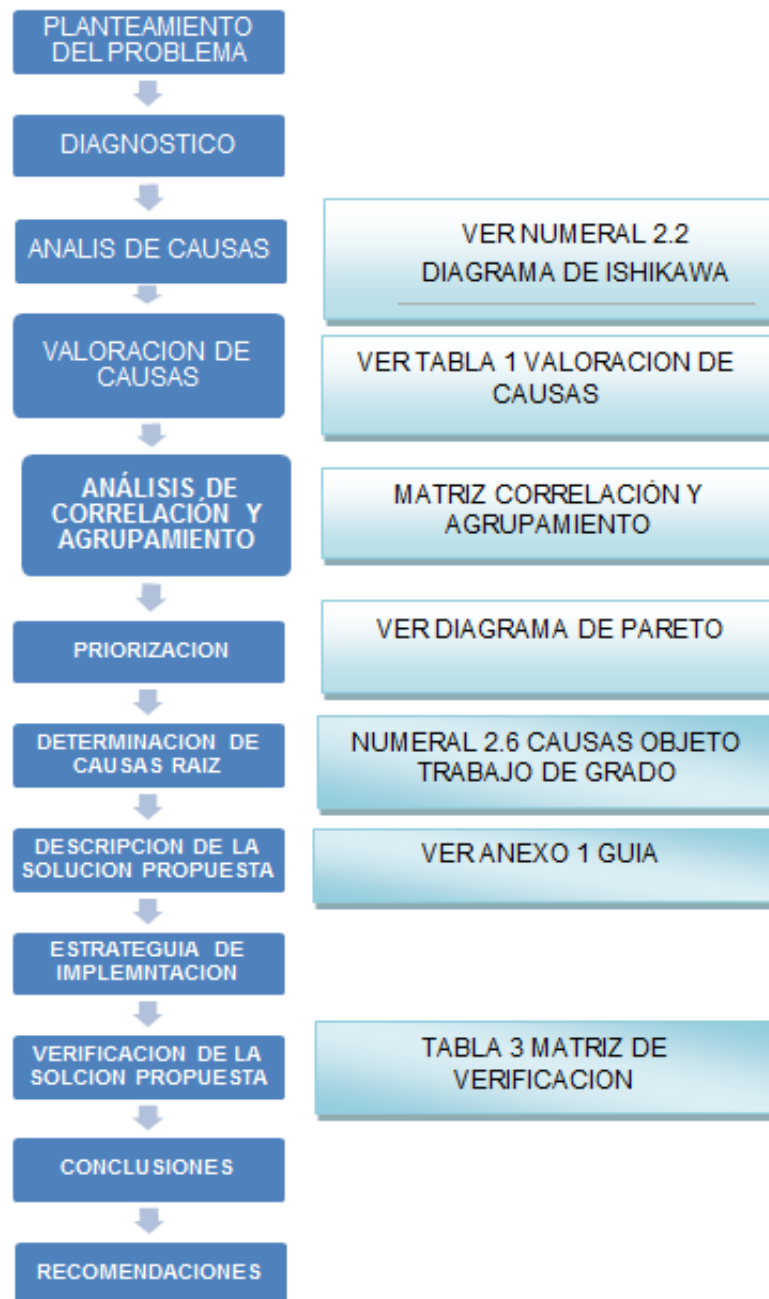 PLANTEAMIENTO
DEL PROBLEMA
DIAGNOSTICO
ANALIS DE CAUSAS
VER NUMERAL 2.2
DIAGRAMA DE ISHIKAWA
VALORACION DE
CAUSAS
VER TABLA 1 VALORACION DE
CAUSAS
ANÁLISIS DE
CORRELACIÓN Y
AGRUPAMIENTO
MATRIZ CORRELACIÓN Y
AGRUPAMIENTO
PRIORIZACION
VER DIAGRAMA DE PARETO
DETERMINACION DE
CAUSAS RAIZ
NUMERAL 2.6 CAUSAS OBJETO
TRABAJO DE GRADO
DESCRIPCION DE LA
SOLUCION PROPUESTA
VER ANEXO 1 GUIA
ESTRATEGUIA DE
IMPLEMNTACION
VERIFICACION DE LA
SOLCION PROPUESTA
TABLA 3 MATRIZ DE
VERIFICACION
CONCLUSIONES
RECOMENDACIONES